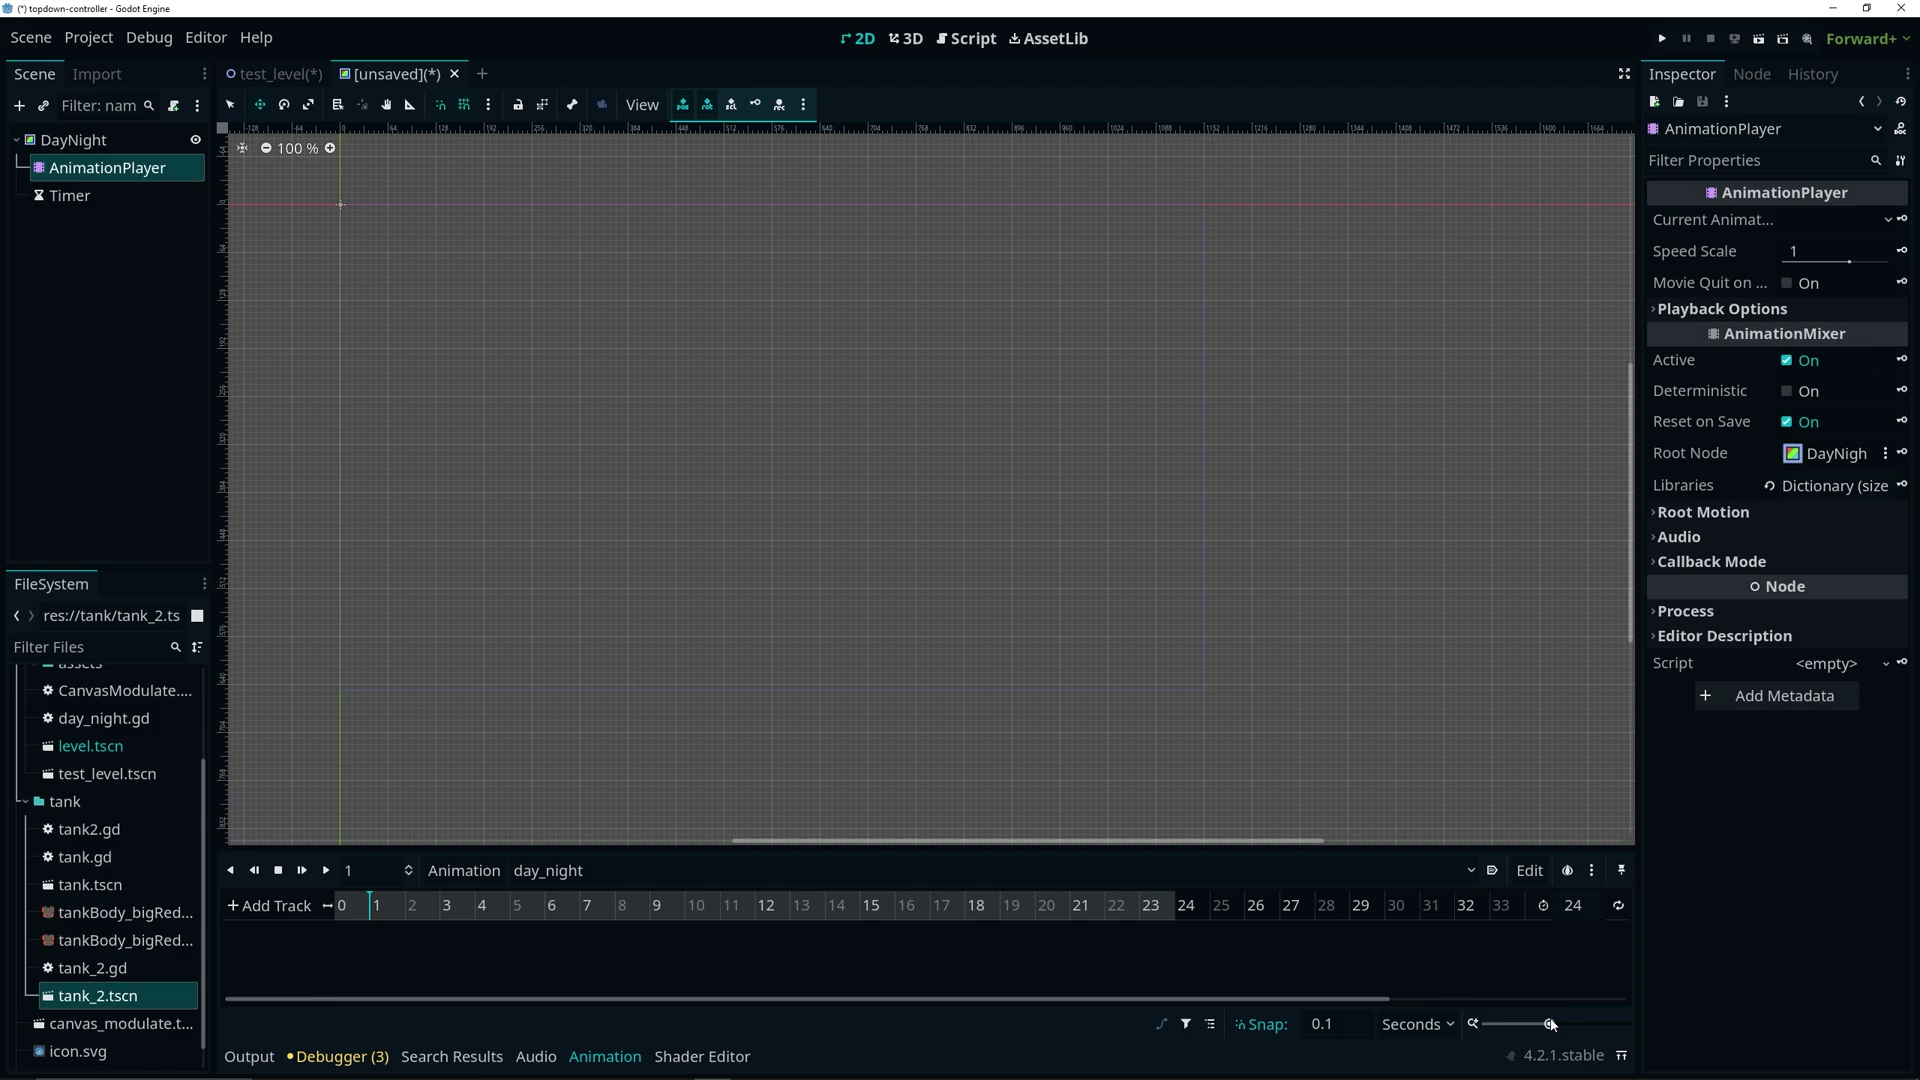 (*) topdown-controller - Godot Engine
Scene Project Debug Editor Help
2D 3D Script AssetLib
Forward+
Scene Import
test_level(*) [unsaved](*)
Inspector Node History
Filter: nam
View
DayNight
AnimationPlayer
Timer
100 %
AnimationPlayer
Filter Properties
AnimationPlayer
Current Animat...
Speed Scale 1
Movie Quit on ... On
Playback Options
AnimationMixer
Active On
Deterministic On
Reset on Save On
Root Node DayNigh
Libraries Dictionary (size
Root Motion
Audio
Callback Mode
Node
Process
Editor Description
Script <empty>
Add Metadata
FileSystem
res://tank/tank_2.ts
Filter Files
assets
CanvasModulate....
day_night.gd
level.tscn
test_level.tscn
tank
tank2.gd
tank.gd
tank.tscn
tankBody_bigRed...
tankBody_bigRed...
tank_2.gd
tank_2.tscn
canvas_modulate.t...
icon.svg
1 Animation day_night Edit
Add Track 0 1 2 3 4 5 6 7 8 9 10 11 12 13 14 15 16 17 18 19 20 21 22 23 24 25 26 27 28 29 30 31 32 33 24
Snap: 0.1 Seconds
Output Debugger (3) Search Results Audio Animation Shader Editor
4.2.1.stable